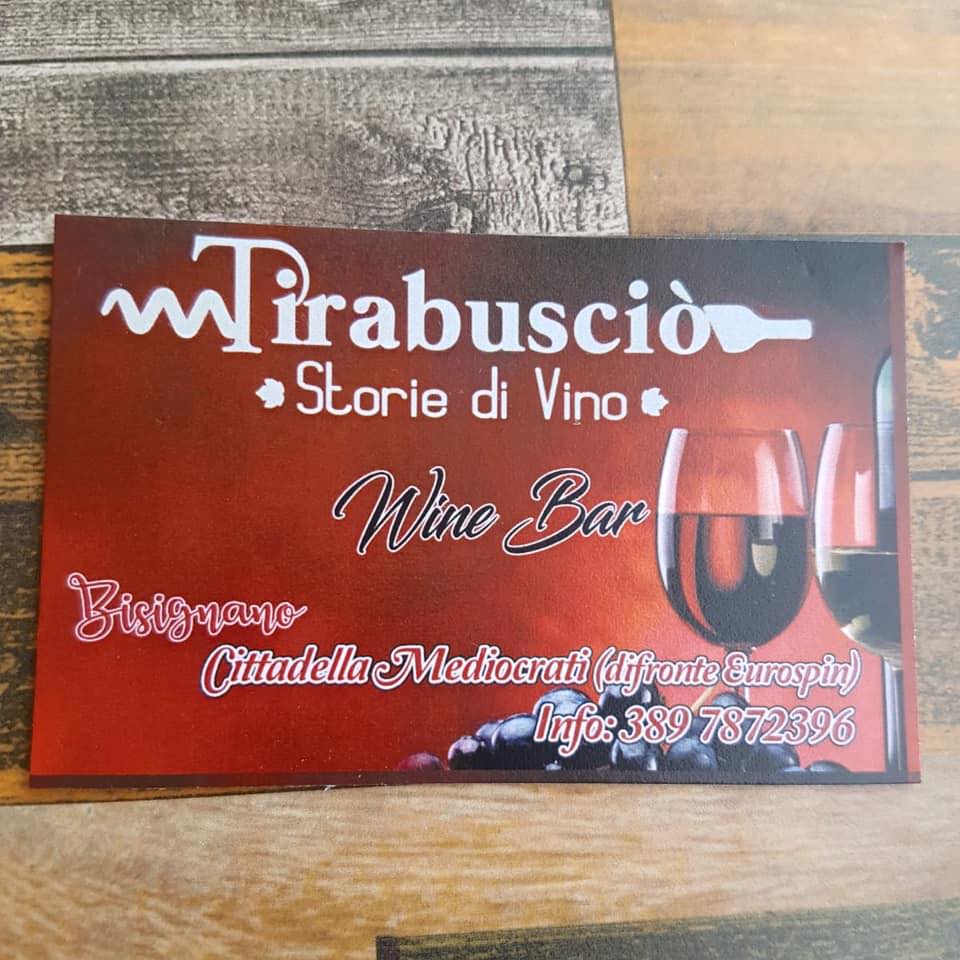 Tirabusciò
Storie di Vino
Wine Bar
Bisignano
Cittadella Mediocrati (difronte Eurospin)
Info: 389 7872396